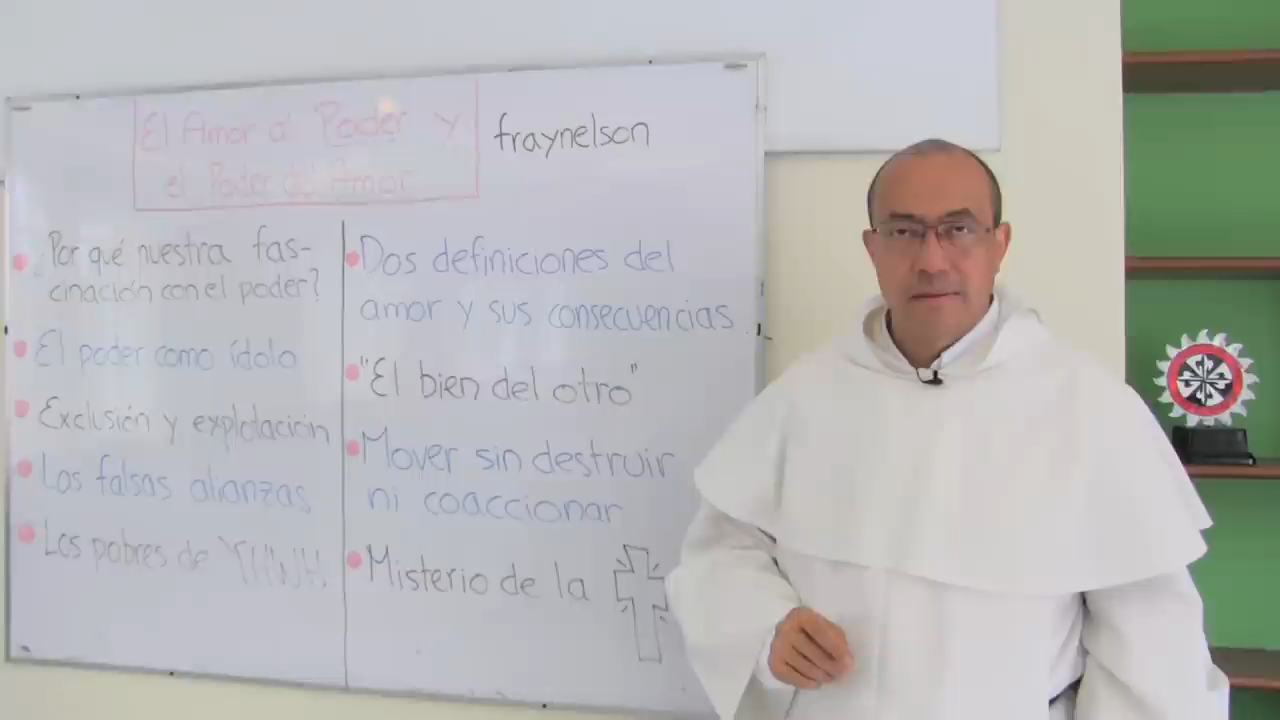 El Amor al Poder y
el Poder del Amor
fraynelson
¿Por qué nuestra fas-
cinación con el poder?
El poder como ídolo
Exclusión y explotación
Las falsas alianzas
Los pobres de YHWH
Dos definiciones del
amor y sus consecuencias
"El bien del otro"
Mover sin destruir
ni coaccionar
Misterio de la